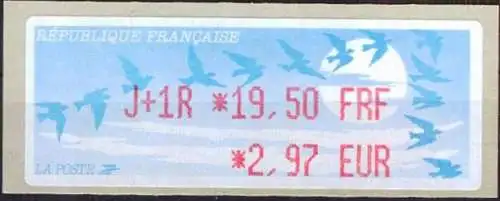 RÉPUBLIQUE FRANÇAISE
J+1R *19,50 FRF
*2,97 EUR
LA POSTE